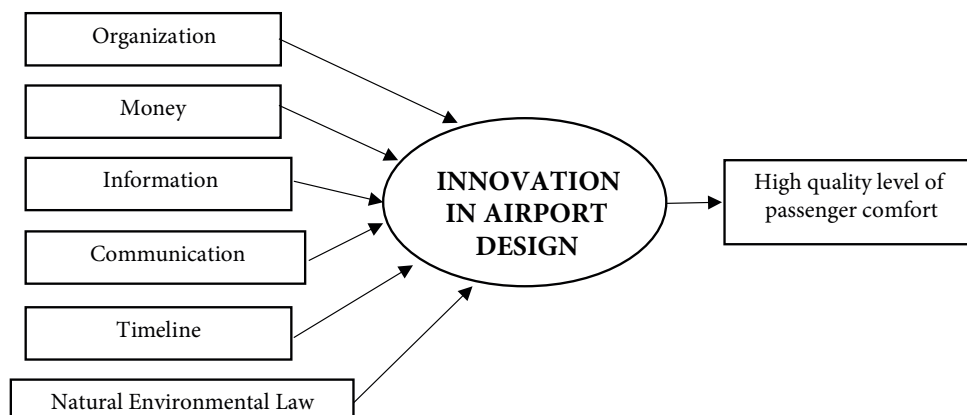 Organization
Money
Information
Communication
Timeline
Natural Environmental Law
INNOVATION
IN AIRPORT
DESIGN
High quality level of
passenger comfort